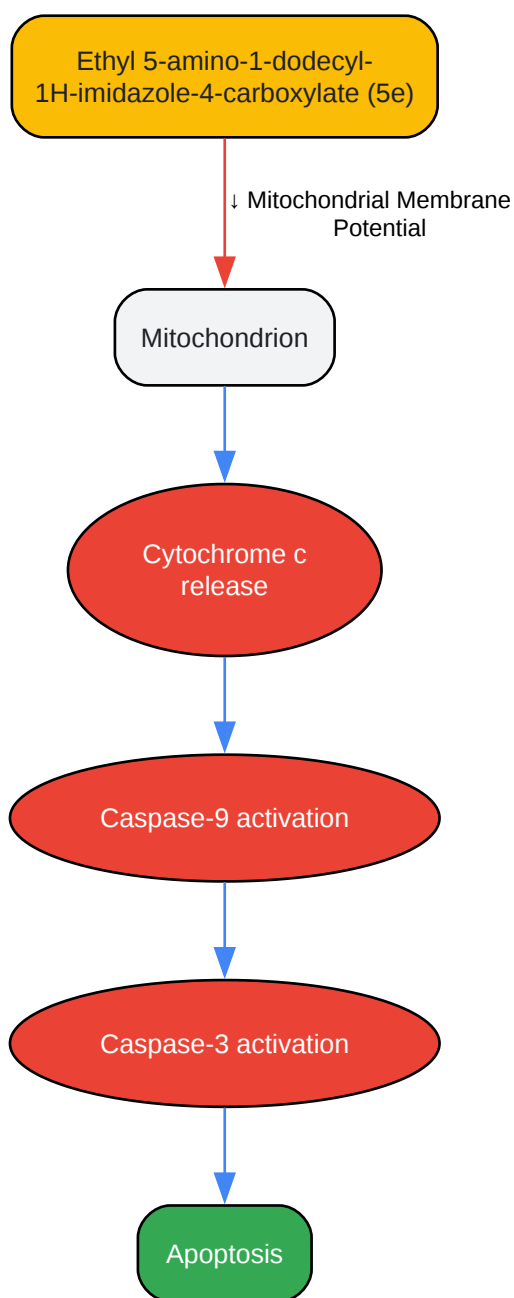 Ethyl 5-amino-1-dodecyl-
1H-imidazole-4-carboxylate (5e)
↓ Mitochondrial Membrane
Potential
Mitochondrion
Cytochrome c
release
Caspase-9 activation
Caspase-3 activation
Apoptosis